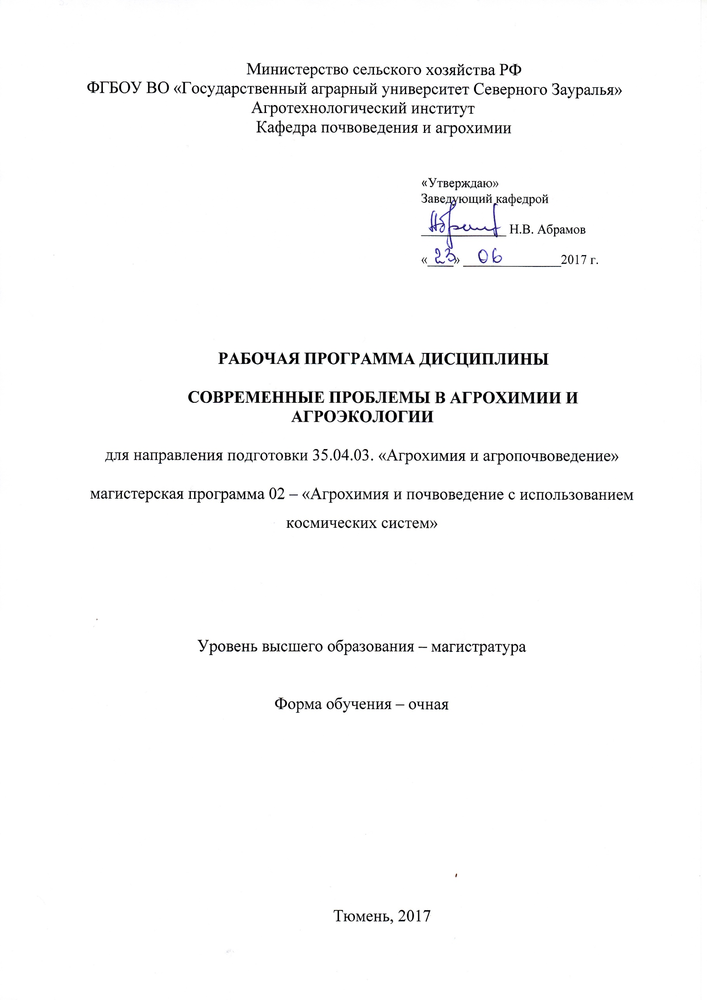 Министерство сельского хозяйства РФ
ФГБОУ ВО «Государственный аграрный университет Северного Зауралья»
Агротехнологический институт
Кафедра почвоведения и агрохимии
«Утверждаю»
Заведующий кафедрой
Н.В. Абрамов
«23» 06 2017 г.
РАБОЧАЯ ПРОГРАММА ДИСЦИПЛИНЫ
СОВРЕМЕННЫЕ ПРОБЛЕМЫ В АГРОХИМИИ И
АГРОЭКОЛОГИИ
для направления подготовки 35.04.03. «Агрохимия и агропочвоведение»
магистерская программа 02 – «Агрохимия и почвоведение с использованием
космических систем»
Уровень высшего образования – магистратура
Форма обучения – очная
Тюмень, 2017